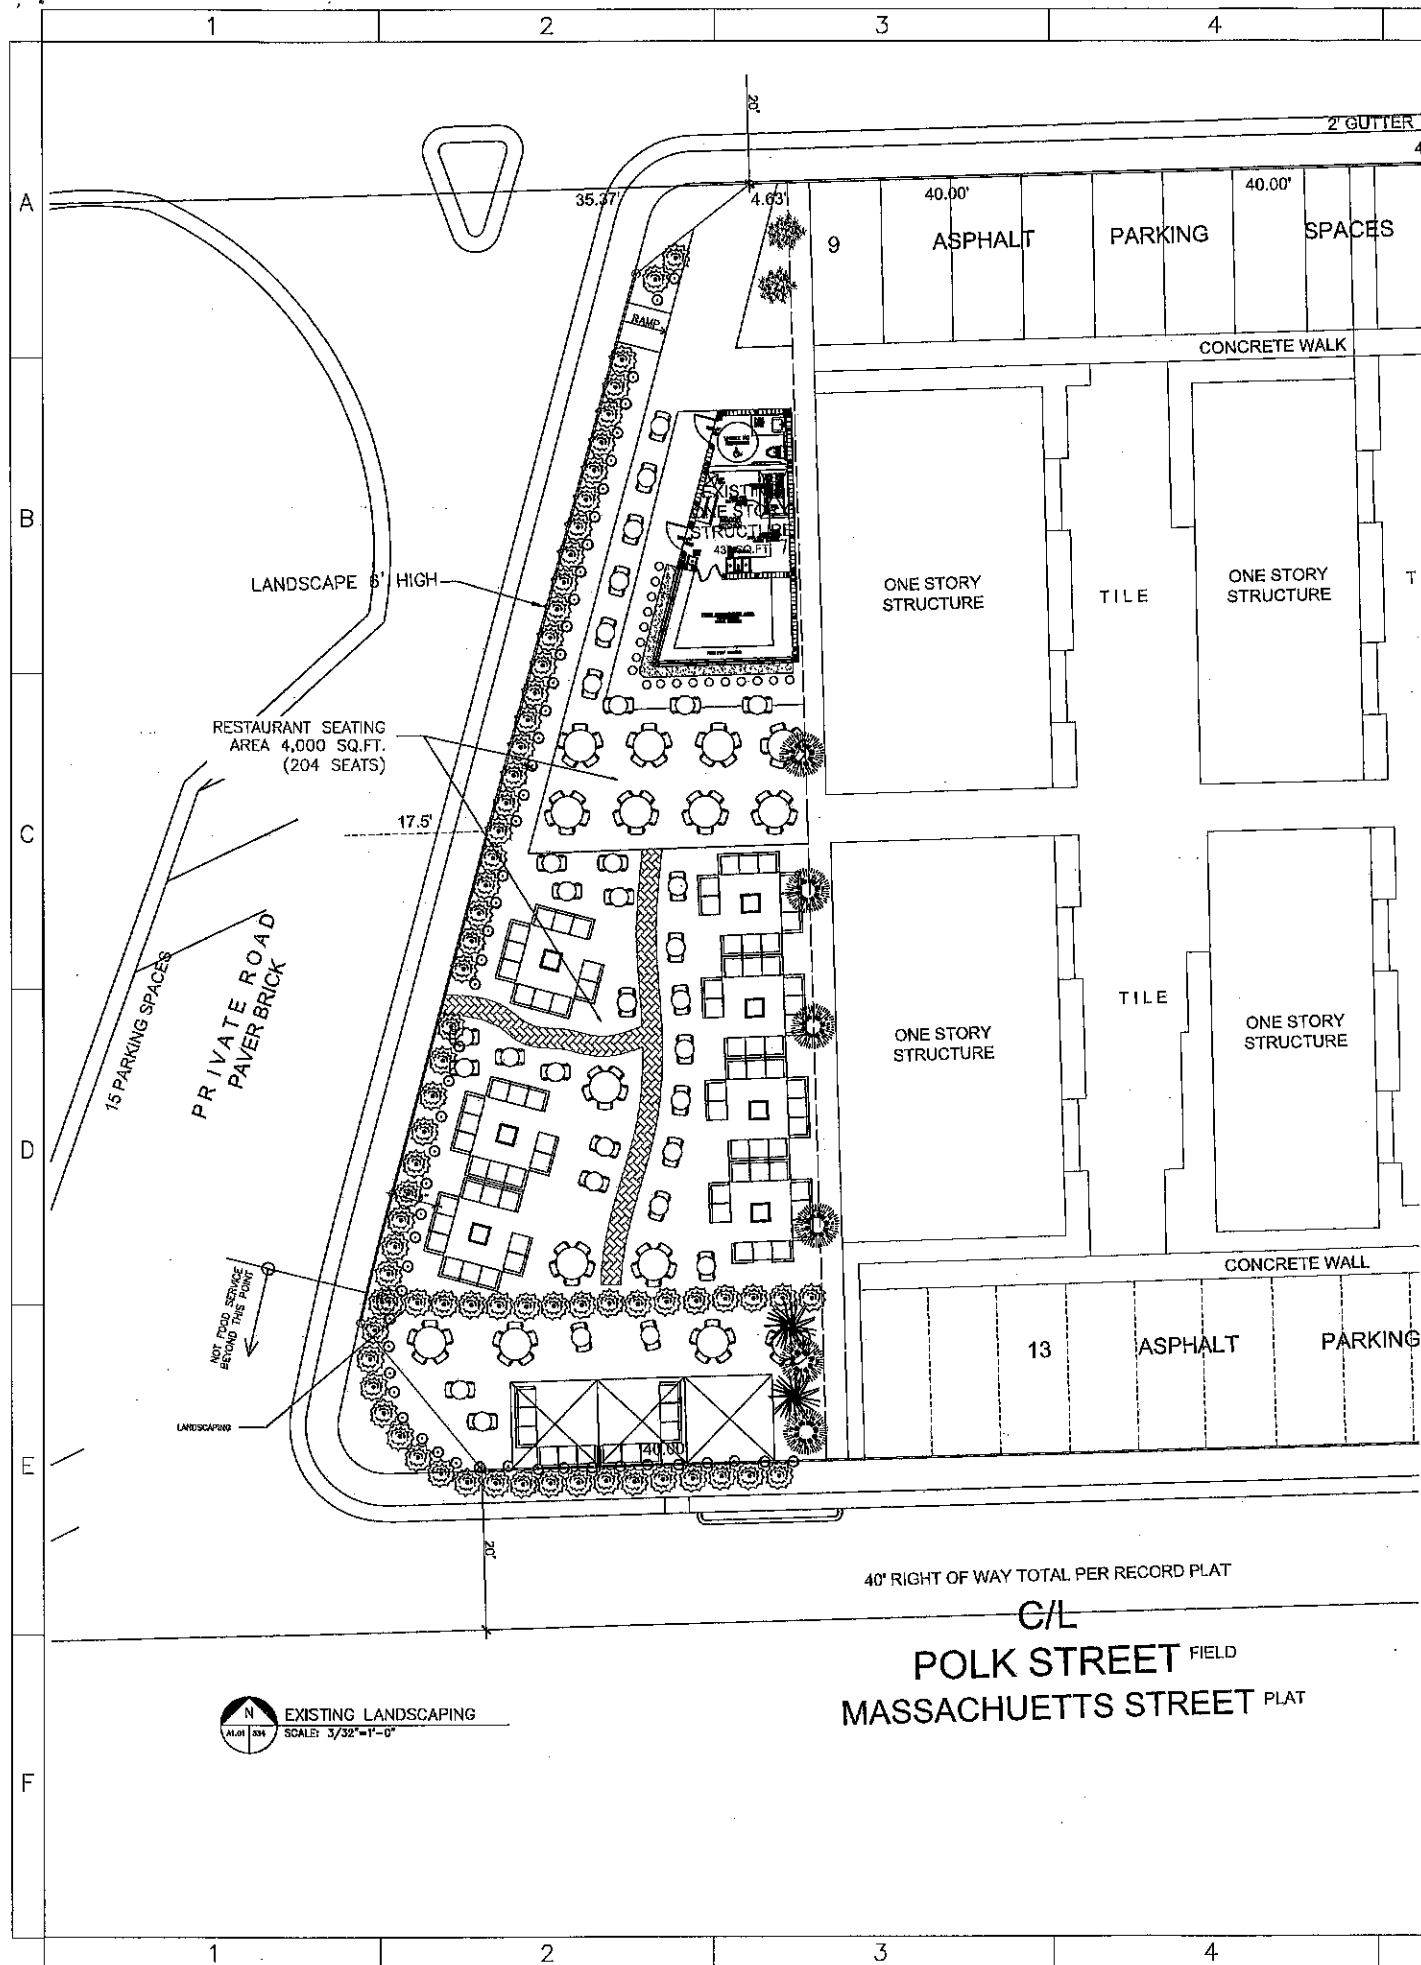 1 2 3 4
20'
2' GUTTER
A
35.37'
4.63'
40.00'
40.00'
9 ASPHALT PARKING SPACES
RAMP
CONCRETE WALK
B
EXISTING
ONE STORY
STRUCTURE
SQ.FT
LANDSCAPE 6' HIGH
ONE STORY
STRUCTURE
TILE
ONE STORY
STRUCTURE
T
RESTAURANT SEATING
AREA 4,000 SQ.FT.
(204 SEATS)
C
17.5'
15 PARKING SPACES
PRIVATE ROAD
PAVER BRICK
TILE
ONE STORY
STRUCTURE
ONE STORY
STRUCTURE
D
NOT FOOD SERVICE
BEYOND THIS POINT
CONCRETE WALL
13 ASPHALT PARKING
LANDSCAPING
E
40.00'
20'
40' RIGHT OF WAY TOTAL PER RECORD PLAT
C/L
POLK STREET FIELD
MASSACHUETTS STREET PLAT
N
A1.01
EXISTING LANDSCAPING
SCALE: 3/32"=1'-0"
F
1 2 3 4